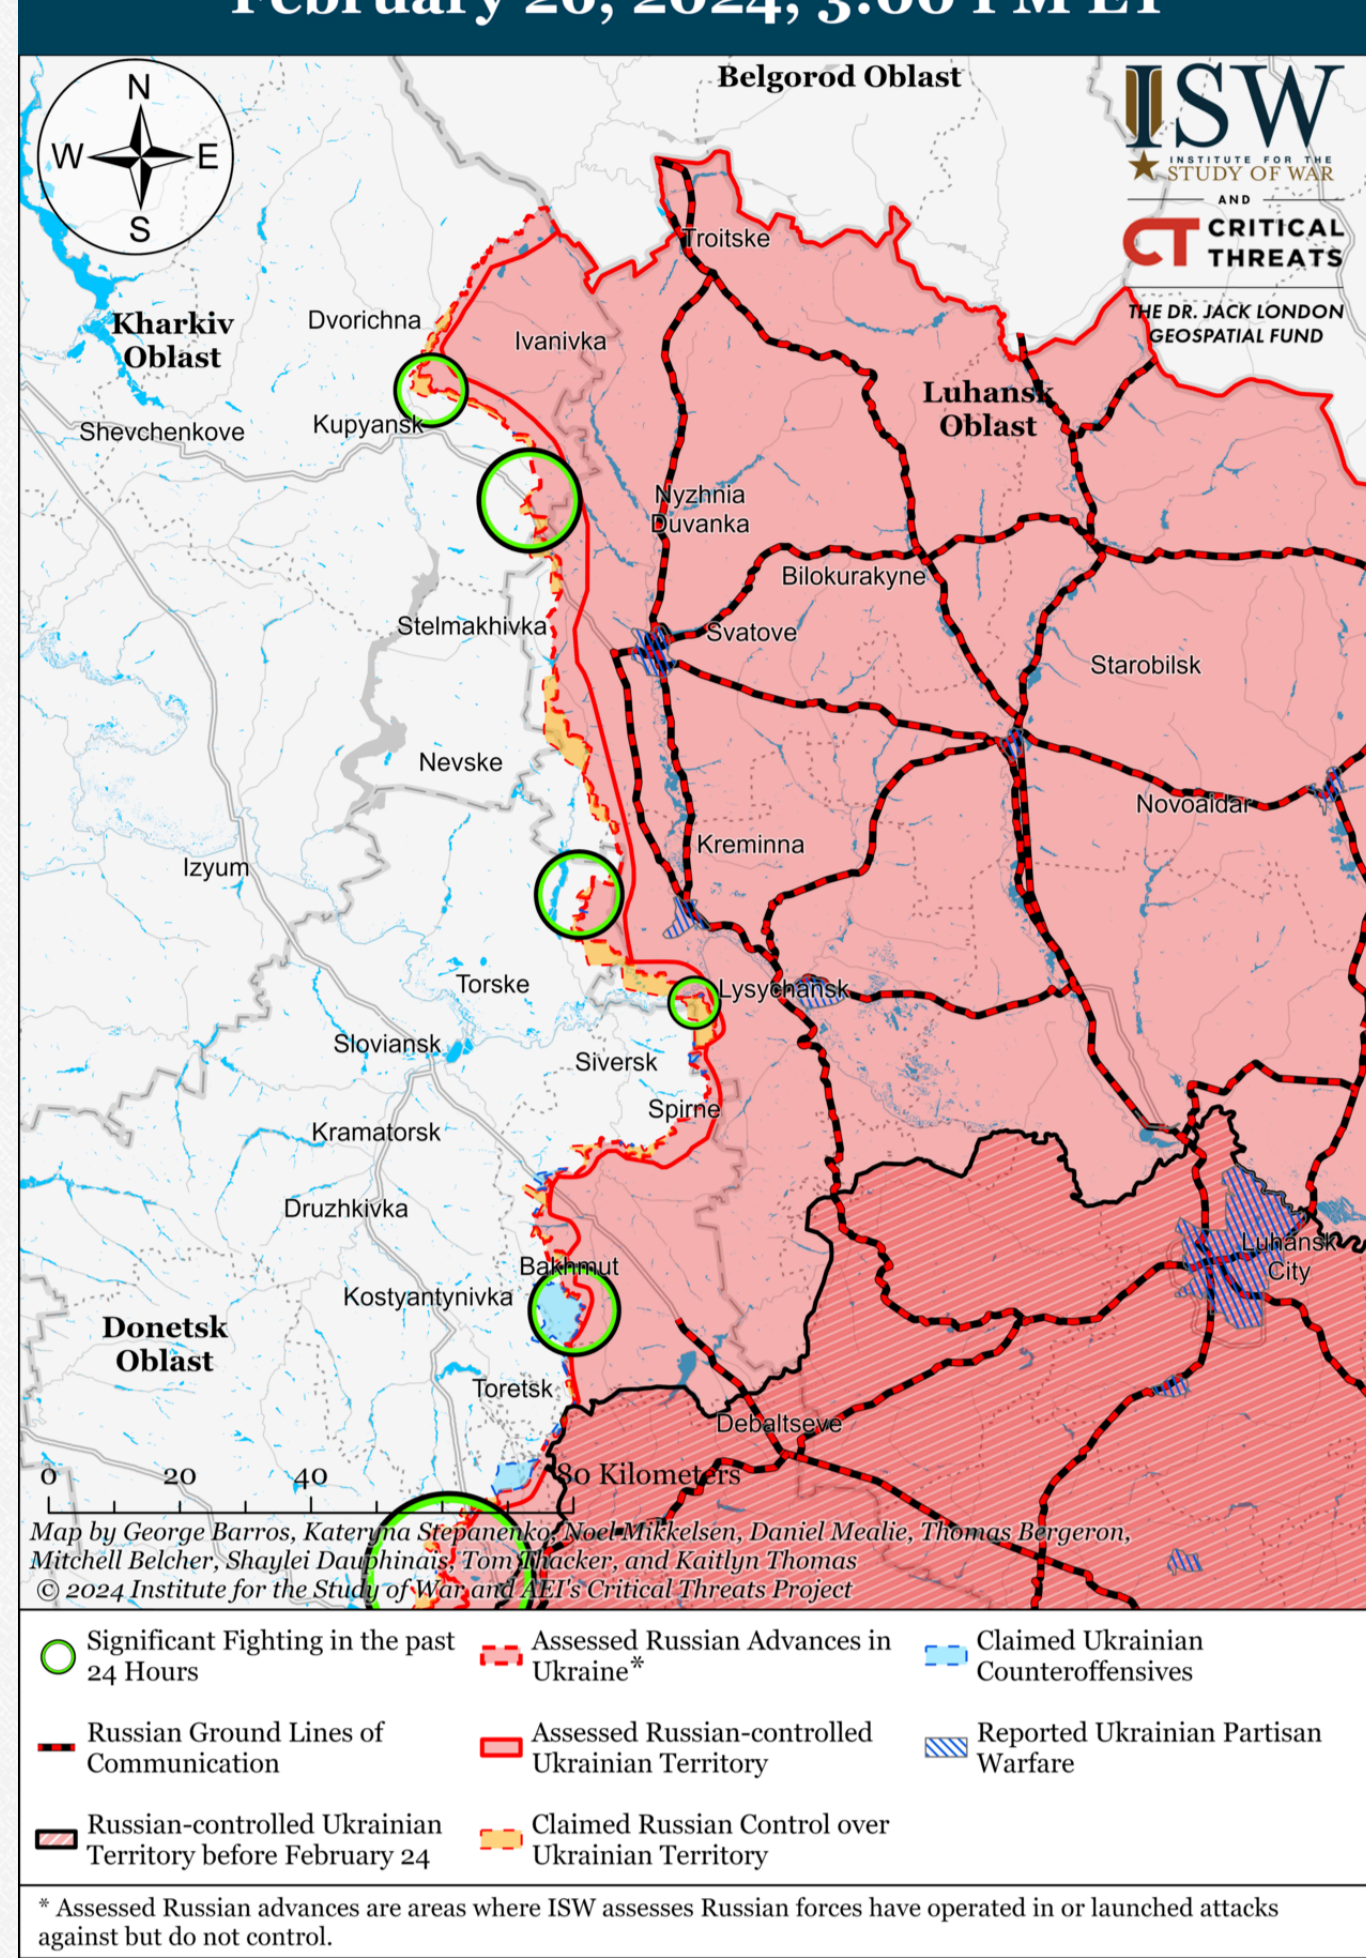 February 26, 2024, 3:00 PM ET
Belgorod Oblast
N
W
E
S
ISW
INSTITUTE FOR THE
STUDY OF WAR
AND
CT CRITICAL
THREATS
THE DR. JACK LONDON
GEOSPATIAL FUND
Troitske
Kharkiv
Oblast
Dvorichna
Ivanivka
Luhansk
Oblast
Shevchenkove
Kupyansk
Nyzhnia
Duvanka
Bilokurakyne
Stelmakhivka
Svatove
Starobilsk
Nevske
Novoaidar
Kreminna
Izyum
Torske
Lysychansk
Sloviansk
Siversk
Spirne
Kramatorsk
Druzhkivka
Luhansk
City
Bakhmut
Kostyantynivka
Donetsk
Oblast
Toretsk
Debaltseve
0 20 40 80 Kilometers
Map by George Barros, Kateryna Stepanenko, Noel Mikkelsen, Daniel Mealie, Thomas Bergeron,
Mitchell Belcher, Shaylei Dauphinais, Tom Thacker, and Kaitlyn Thomas
© 2024 Institute for the Study of War and AEI's Critical Threats Project
Significant Fighting in the past
24 Hours
Assessed Russian Advances in
Ukraine*
Claimed Ukrainian
Counteroffensives
Russian Ground Lines of
Communication
Assessed Russian-controlled
Ukrainian Territory
Reported Ukrainian Partisan
Warfare
Russian-controlled Ukrainian
Territory before February 24
Claimed Russian Control over
Ukrainian Territory
* Assessed Russian advances are areas where ISW assesses Russian forces have operated in or launched attacks
against but do not control.